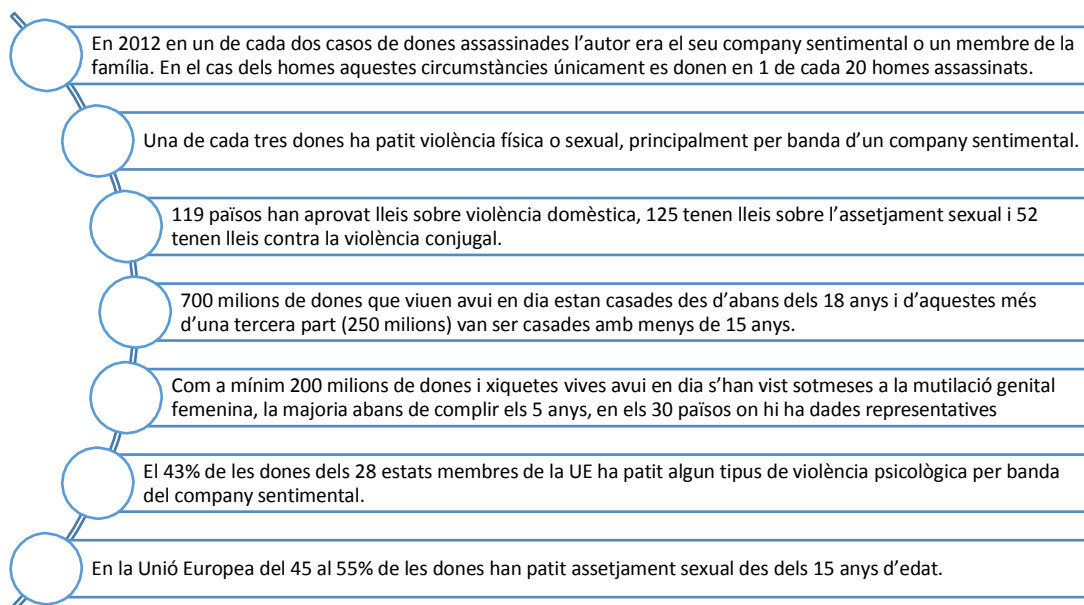 En 2012 en un de cada dos casos de dones assassinades l’autor era el seu company sentimental o un membre de la
família. En el cas dels homes aquestes circumstàncies únicament es donen en 1 de cada 20 homes assassinats.
Una de cada tres dones ha patit violència física o sexual, principalment per banda d’un company sentimental.
119 països han aprovat lleis sobre violència domèstica, 125 tenen lleis sobre l’assetjament sexual i 52
tenen lleis contra la violència conjugal.
700 milions de dones que viuen avui en dia estan casades des d’abans dels 18 anys i d’aquestes més
d’una tercera part (250 milions) van ser casades amb menys de 15 anys.
Com a mínim 200 milions de dones i xiquetes vives avui en dia s’han vist sotmeses a la mutilació genital
femenina, la majoria abans de complir els 5 anys, en els 30 països on hi ha dades representatives
El 43% de les dones dels 28 estats membres de la UE ha patit algun tipus de violència psicològica per banda
del company sentimental.
En la Unió Europea del 45 al 55% de les dones han patit assetjament sexual des dels 15 anys d’edat.